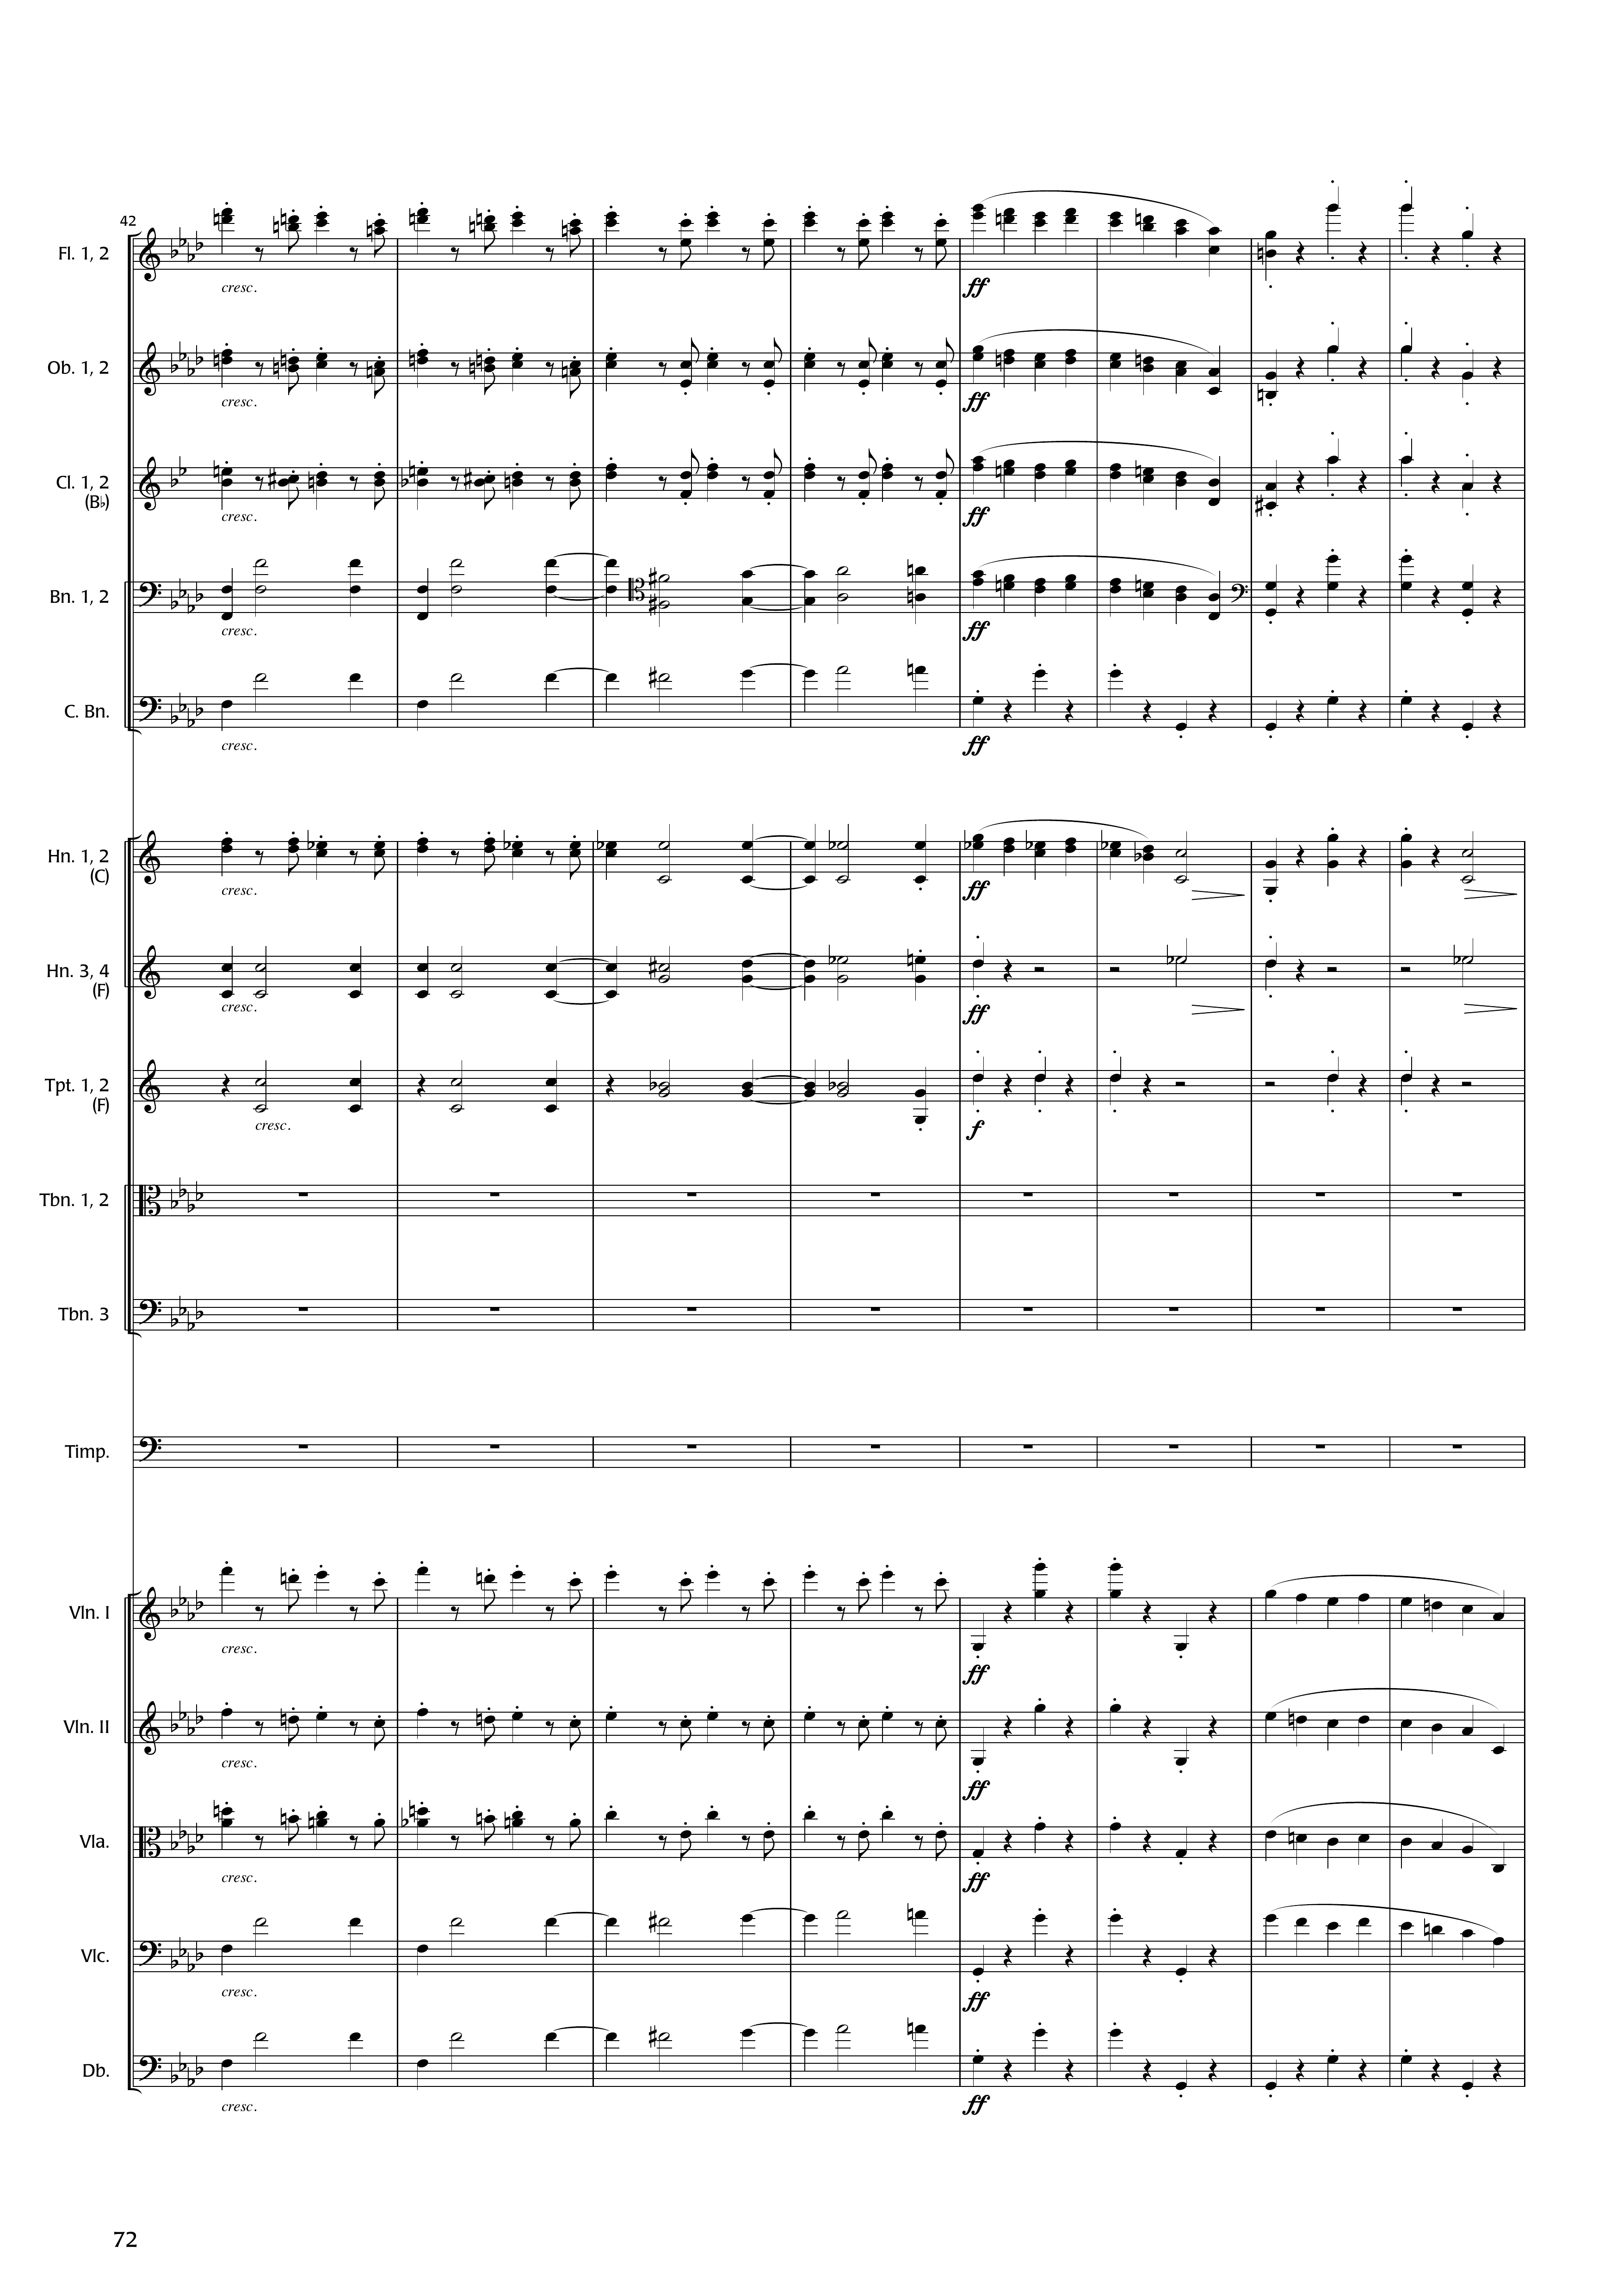 42
Fl. 1, 2
cresc.
ff
Ob. 1, 2
cresc.
ff
Cl. 1, 2
(B♭)
cresc.
ff
Bn. 1, 2
cresc.
ff
C. Bn.
cresc.
ff
Hn. 1, 2
(C)
cresc.
ff
Hn. 3, 4
(F)
cresc.
ff
Tpt. 1, 2
(F)
cresc.
f
Tbn. 1, 2
Tbn. 3
Timp.
Vln. I
cresc.
ff
Vln. II
cresc.
ff
Vla.
cresc.
ff
Vlc.
cresc.
ff
Db.
cresc.
ff
72